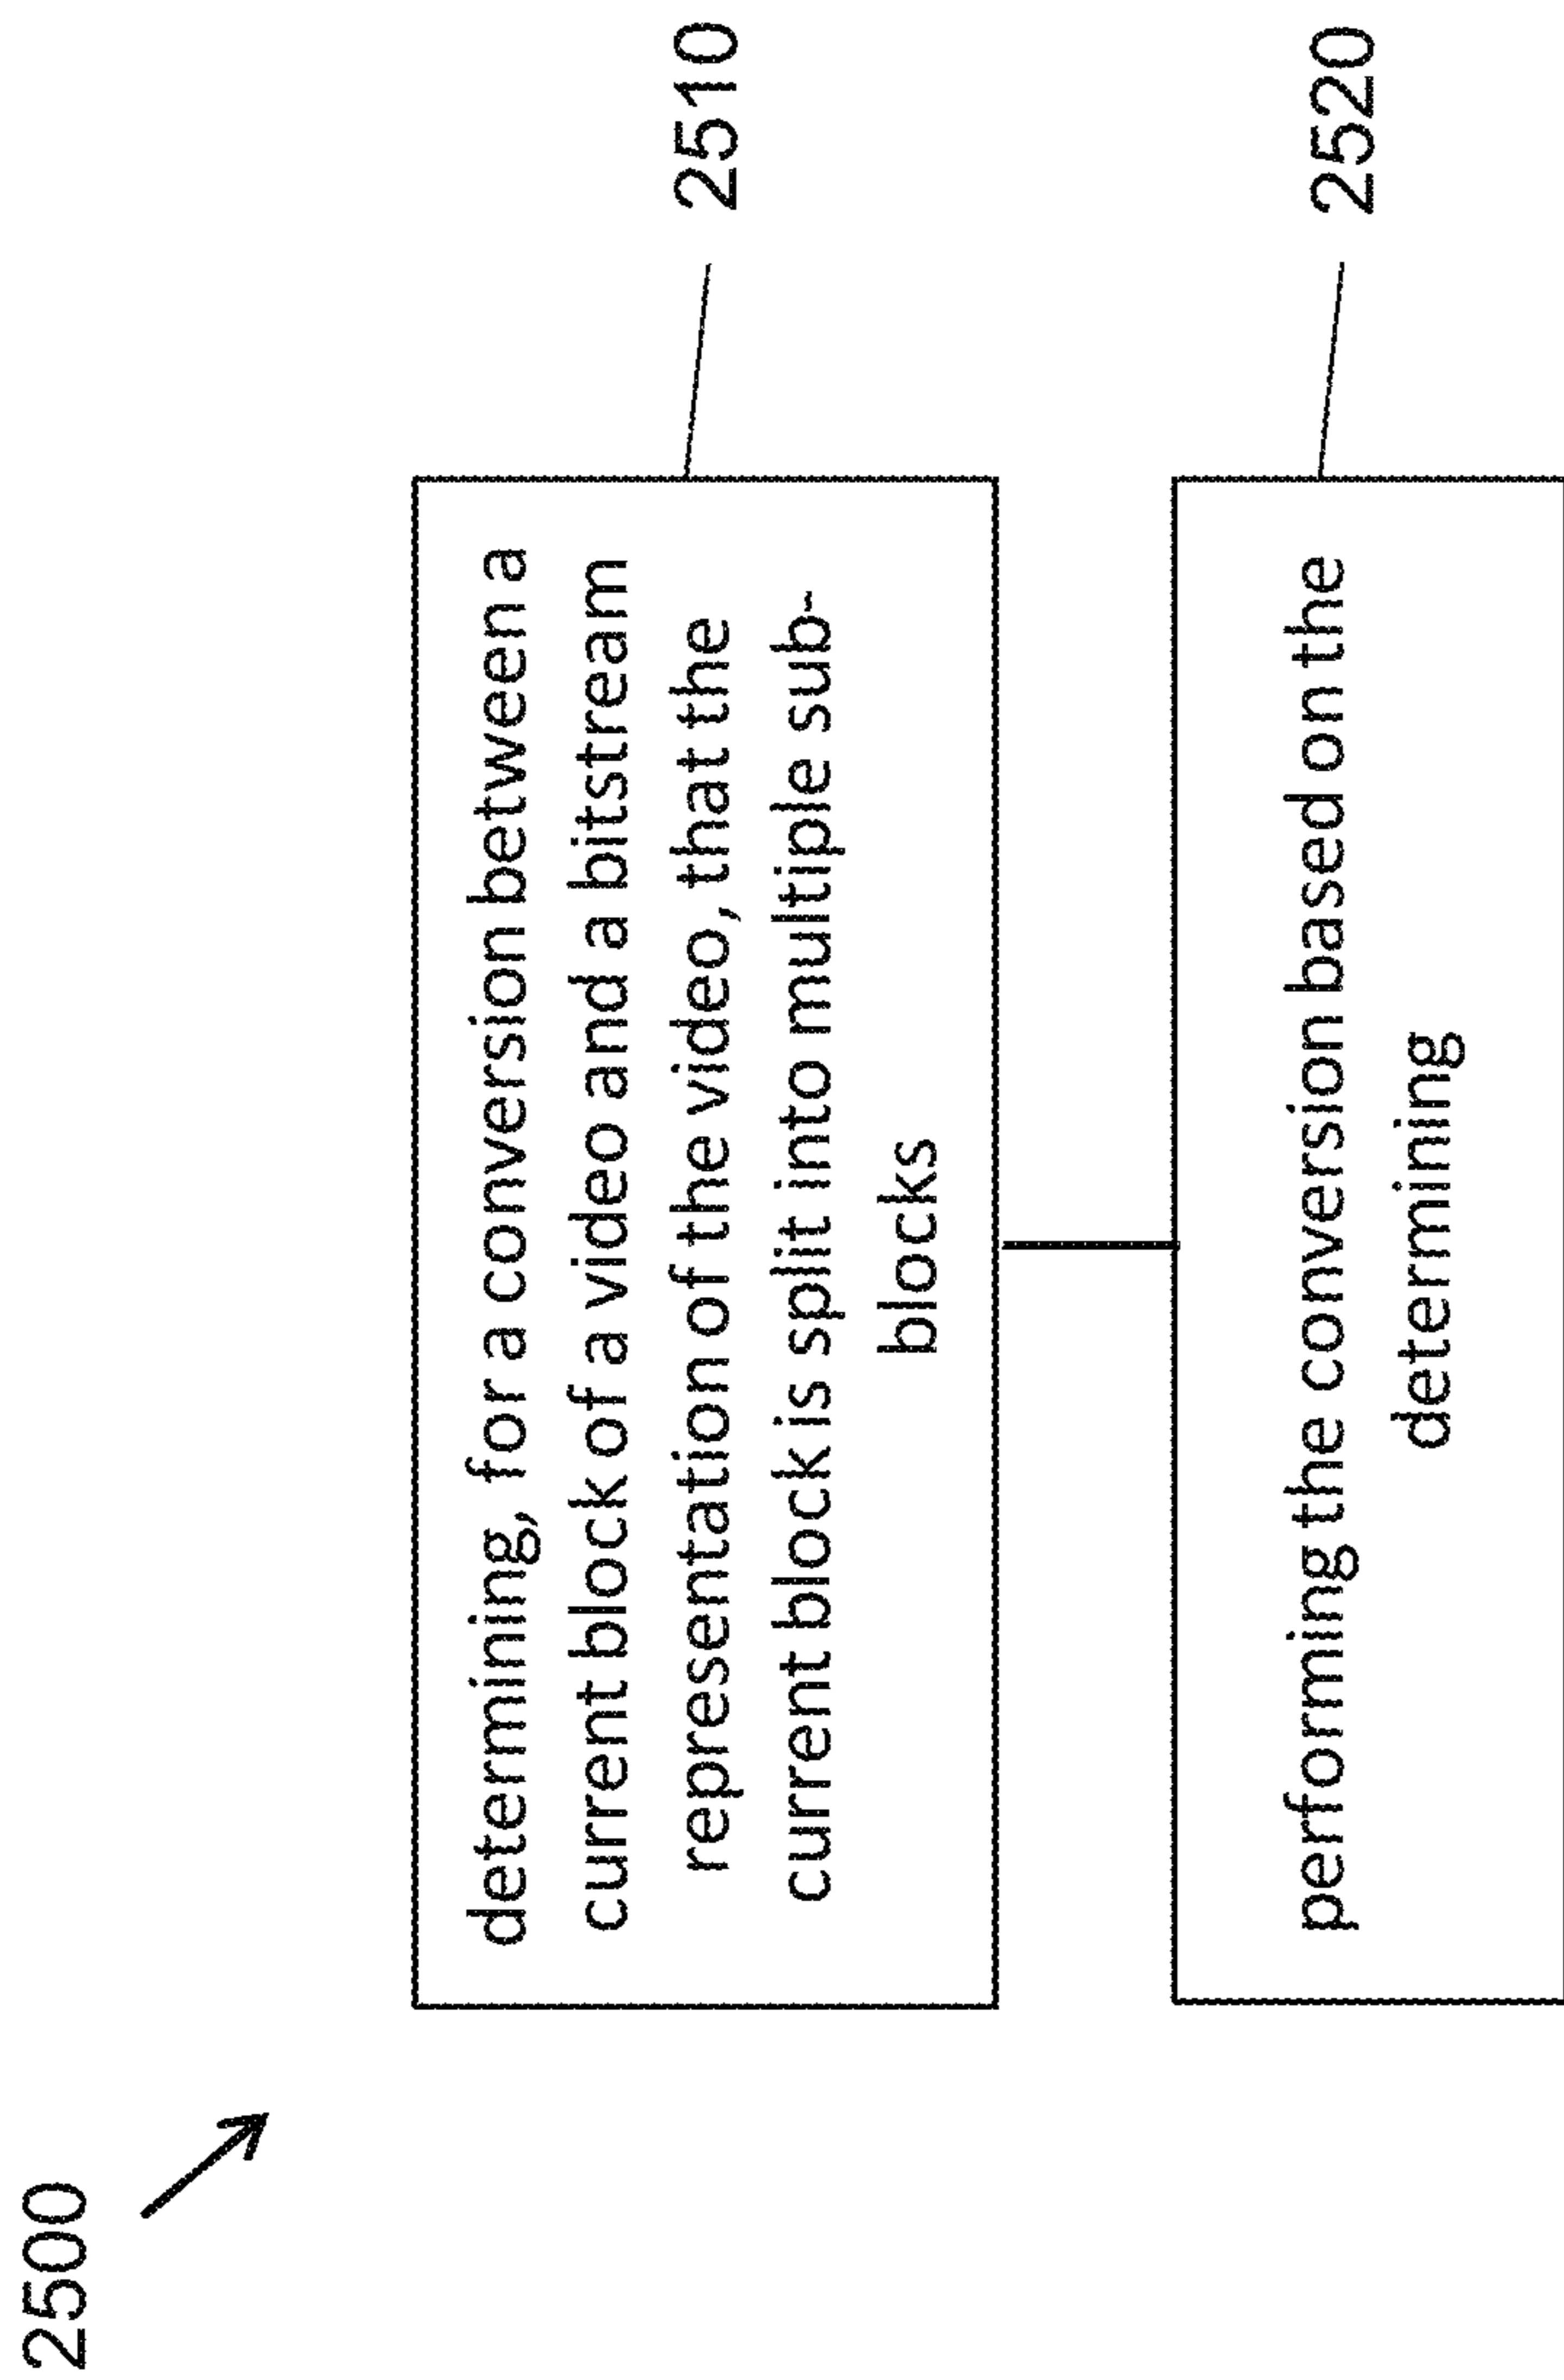 2500
determining, for a conversion between a
current block of a video and a bitstream
representation of the video, that the
current block is split into multiple sub-
blocks
2510
performing the conversion based on the
determining
2520